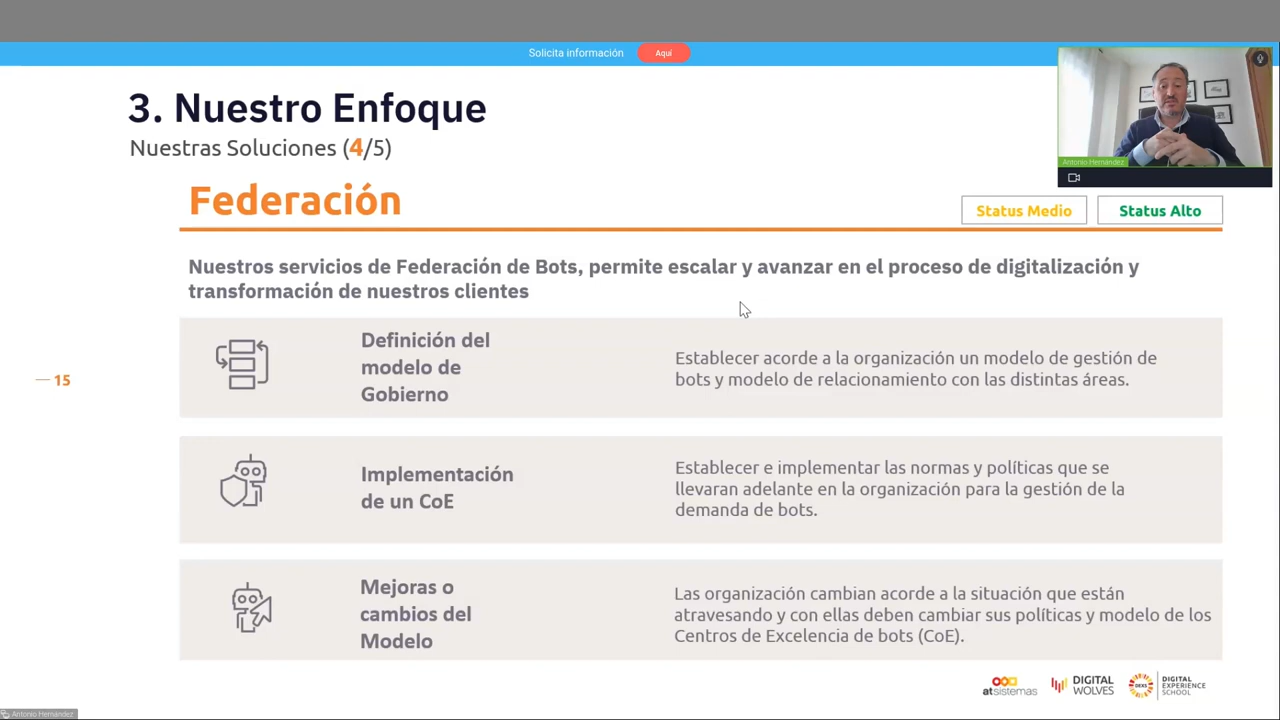 Solicita información
Aquí
3. Nuestro Enfoque
Nuestras Soluciones (4/5)
Antonio Hernández
Federación
Status Medio
Status Alto
Nuestros servicios de Federación de Bots, permite escalar y avanzar en el proceso de digitalización y
transformación de nuestros clientes
Definición del
modelo de
Gobierno
Establecer acorde a la organización un modelo de gestión de
bots y modelo de relacionamiento con las distintas áreas.
15
Implementación
de un CoE
Establecer e implementar las normas y políticas que se
llevaran adelante en la organización para la gestión de la
demanda de bots.
Mejoras o
cambios del
Modelo
Las organización cambian acorde a la situación que están
atravesando y con ellas deben cambiar sus políticas y modelo de los
Centros de Excelencia de bots (CoE).
atsistemas
DIGITAL
WOLVES
DEXS
DIGITAL
EXPERIENCE
SCHOOL
Antonio Hernández